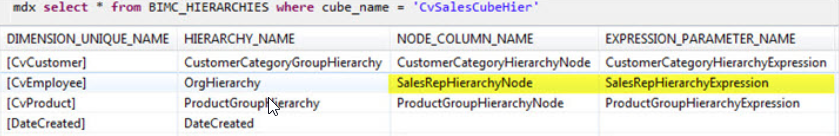 mdx select * from BIMC_HIERARCHIES where cube_name = 'CvSalesCubeHier'
DIMENSION_UNIQUE_NAME HIERARCHY_NAME NODE_COLUMN_NAME EXPRESSION_PARAMETER_NAME
[CvCustomer] CustomerCategoryGroupHierarchy CustomerCategoryHierarchyNode CustomerCategoryHierarchyExpression
[CvEmployee] OrgHierarchy SalesRepHierarchyNode SalesRepHierarchyExpression
[CvProduct] ProductGroupHierarchy ProductGroupHierarchyNode ProductGroupHierarchyExpression
[DateCreated] DateCreated